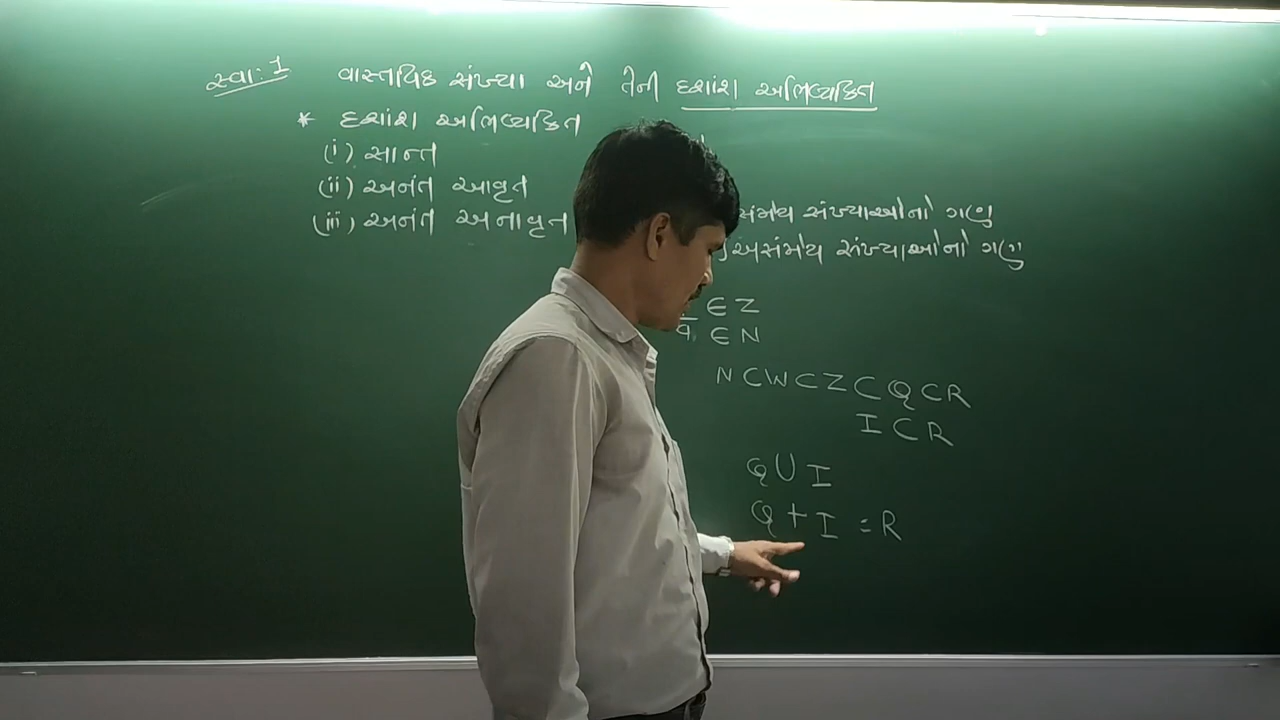 સ્વા:1 વાસ્તવિક સંખ્યા અને તેની દશાંશ અભિવ્યક્તિ
* દશાંશ અભિવ્યક્તિ
(i) સાન્ત
(ii) અનંત આવૃત
(iii) અનંત અનાવૃત
સંમેય સંખ્યાઓનો ગણ
અસંમેય સંખ્યાઓનો ગણ
∈ Z
q ∈ N
N ⊂ W ⊂ Z ⊂ Q ⊂ R
I ⊂ R
Q ∪ I
Q + I = R